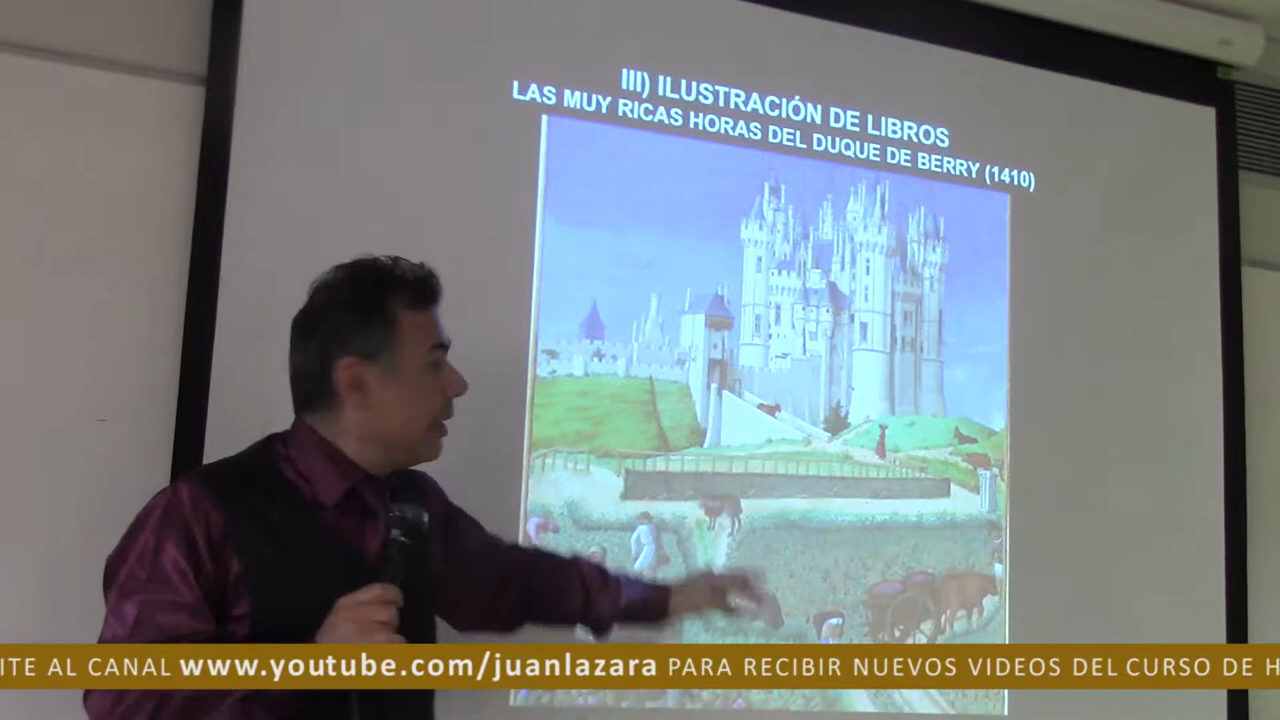 III) ILUSTRACIÓN DE LIBROS
LAS MUY RICAS HORAS DEL DUQUE DE BERRY (1410)
ITE AL CANAL www.youtube.com/juanlazara PARA RECIBIR NUEVOS VIDEOS DEL CURSO DE H